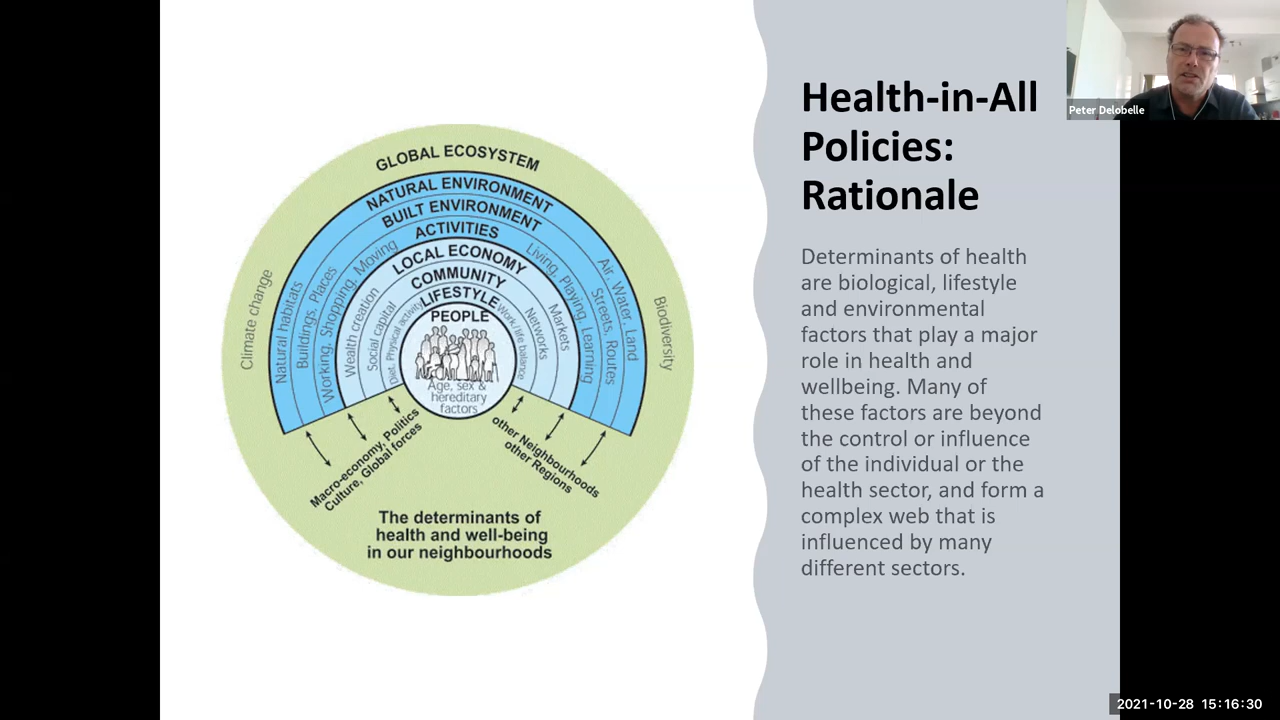 GLOBAL ECOSYSTEM
NATURAL ENVIRONMENT
BUILT ENVIRONMENT
ACTIVITIES
LOCAL ECONOMY
COMMUNITY
LIFESTYLE
PEOPLE
Age, sex &
hereditary
factors
Climate change
Natural habitats
Buildings, Places
Working, Shopping, Moving
Wealth creation
Social capital
Diet, Physical activity
Work/life balance
Networks
Markets
Living, Playing, Learning
Streets, Routes
Air, Water, Land
Biodiversity
Macro-economy, Politics
Culture, Global forces
other Neighbourhoods
other Regions
The determinants of
health and well-being
in our neighbourhoods
Health-in-All
Policies:
Rationale
Determinants of health
are biological, lifestyle
and environmental
factors that play a major
role in health and
wellbeing. Many of
these factors are beyond
the control or influence
of the individual or the
health sector, and form a
complex web that is
influenced by many
different sectors.
Peter Delobelle
2021-10-28 15:16:30